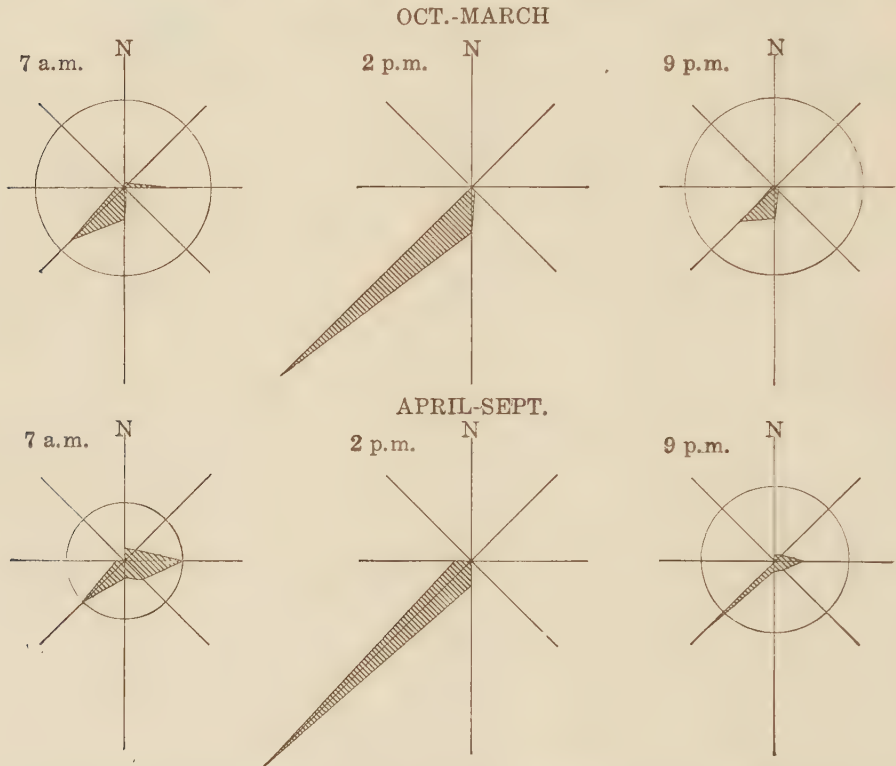 OCT.-MARCH
7 a.m. N
2 p.m. N
9 p.m. N
APRIL-SEPT.
7 a.m. N
2 p.m. N
9 p.m. N